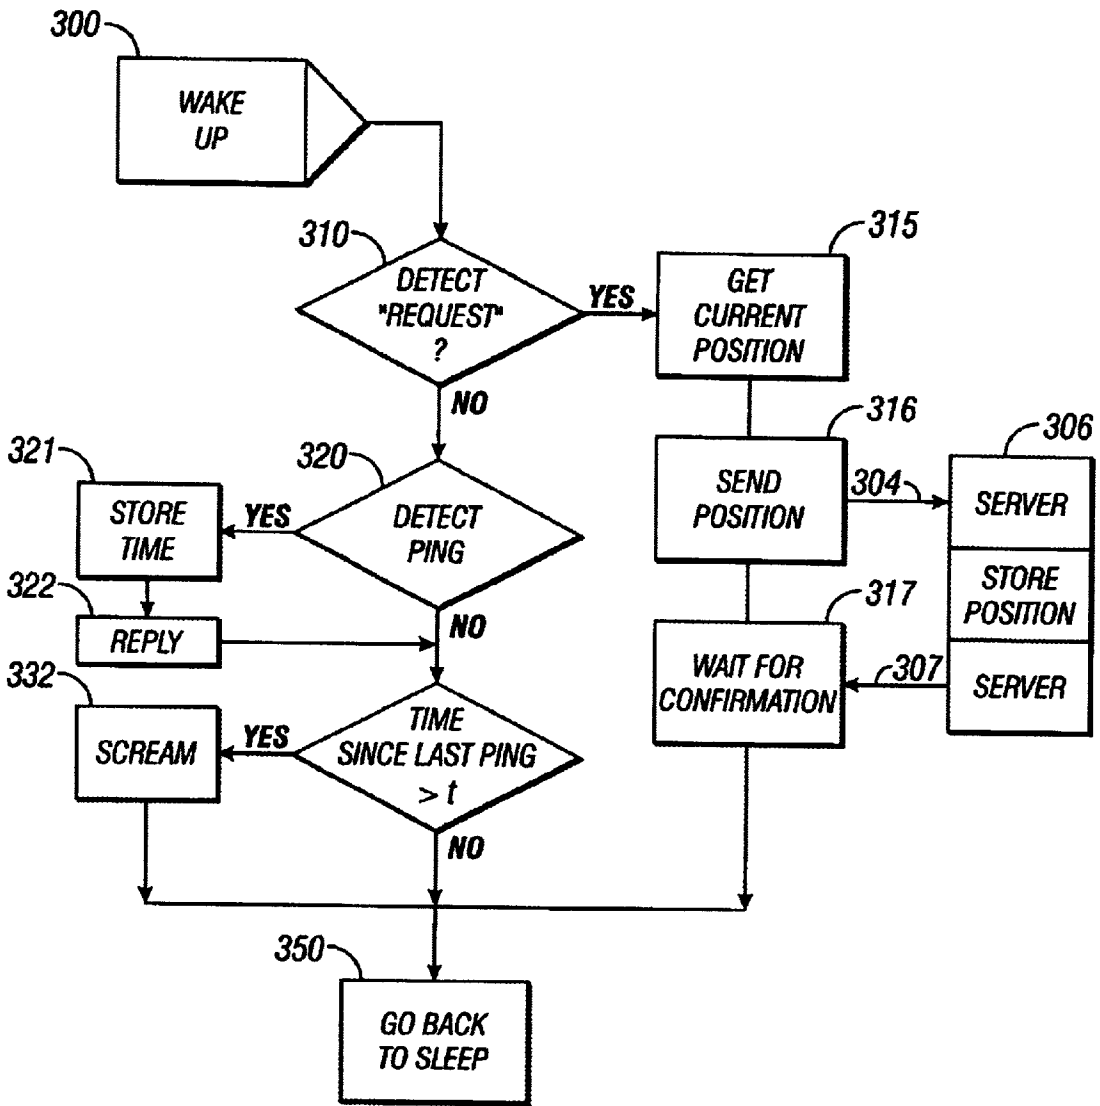 300
WAKE
UP
310
DETECT
"REQUEST"
?
YES
NO
315
GET
CURRENT
POSITION
316
SEND
POSITION
304
306
SERVER
STORE
POSITION
SERVER
307
317
WAIT FOR
CONFIRMATION
320
DETECT
PING
YES
NO
321
STORE
TIME
322
REPLY
332
SCREAM
YES
TIME
SINCE LAST PING
> t
NO
350
GO BACK
TO SLEEP